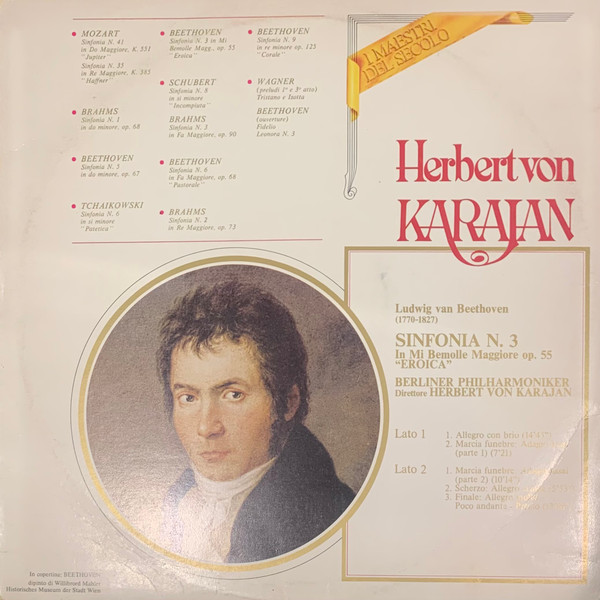 MOZART
Sinfonia N. 41
in Do Maggiore, K. 551
"Jupiter"
Sinfonia N. 35
in Re Maggiore, K. 385
"Haffner"
BRAHMS
Sinfonia N. 1
in do minore, op. 68
BEETHOVEN
Sinfonia N. 5
in do minore, op. 67
TCHAIKOWSKI
Sinfonia N. 6
in si minore
"Patetica"
BEETHOVEN
Sinfonia N. 3 in Mi
Bemolle Magg., op. 55
"Eroica"
SCHUBERT
Sinfonia N. 8
in si minore
"Incompiuta"
BRAHMS
Sinfonia N. 3
in Fa Maggiore, op. 90
BEETHOVEN
Sinfonia N. 6
in Fa Maggiore, op. 68
"Pastorale"
BRAHMS
Sinfonia N. 2
in Re Maggiore, op. 73
BEETHOVEN
Sinfonia N. 9
in re minore op. 125
"Corale"
WAGNER
(preludi 1° e 3° atto)
Tristano e Isotta
BEETHOVEN
(ouverture)
Fidelio
Leonora N. 3
I MAESTRI
DEL SECOLO
Herbert von
KARAJAN
Ludwig van Beethoven
(1770-1827)
SINFONIA N. 3
In Mi Bemolle Maggiore op. 55
"EROICA"
BERLINER PHILHARMONIKER
Direttore HERBERT VON KARAJAN
Lato 1
1. Allegro con brio
2. Marcia funebre: Adagio
(parte 1) (7'21)
Lato 2
1. Marcia funebre:
(parte 2) (10'14")
2. Scherzo: Allegro
3. Finale: Allegro
Poco andante
In copertina: BEETHOVEN
dipinto di Willibrord Mahler
Historisches Museum der Stadt Wien